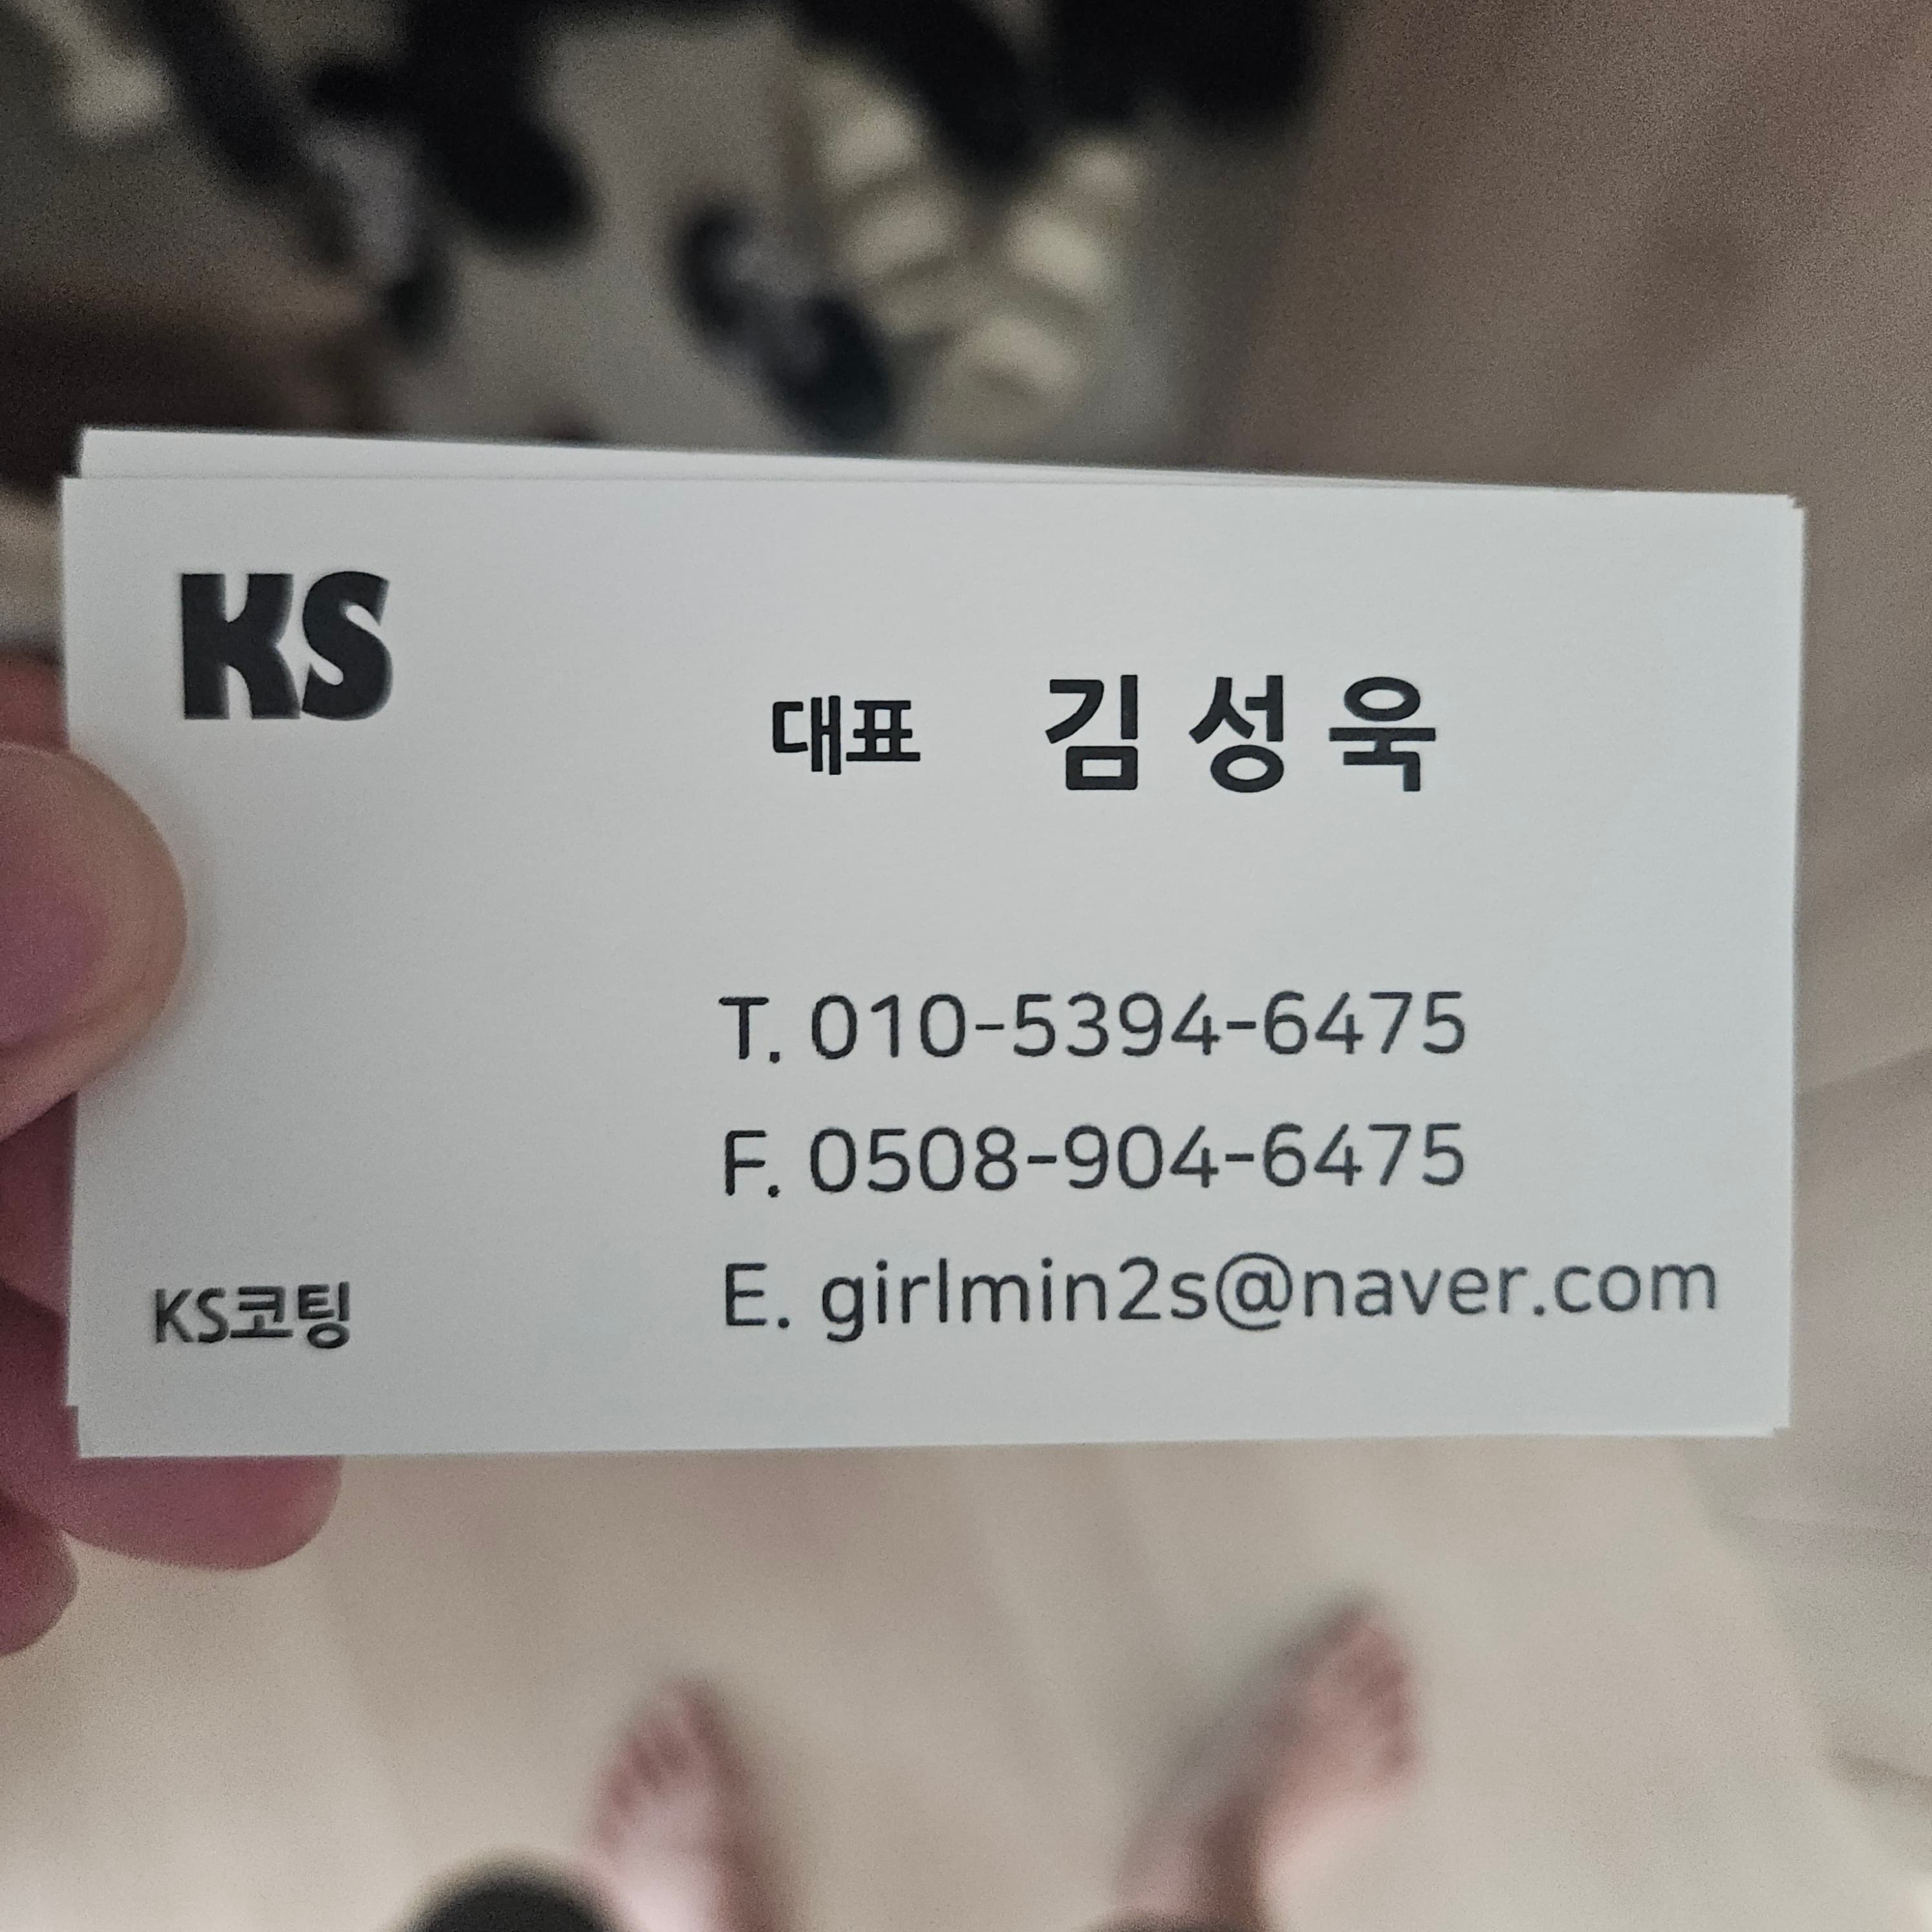 KS
대표 김성욱
T. 010-5394-6475
F. 0508-904-6475
E. girlmin2s@naver.com
KS코팅